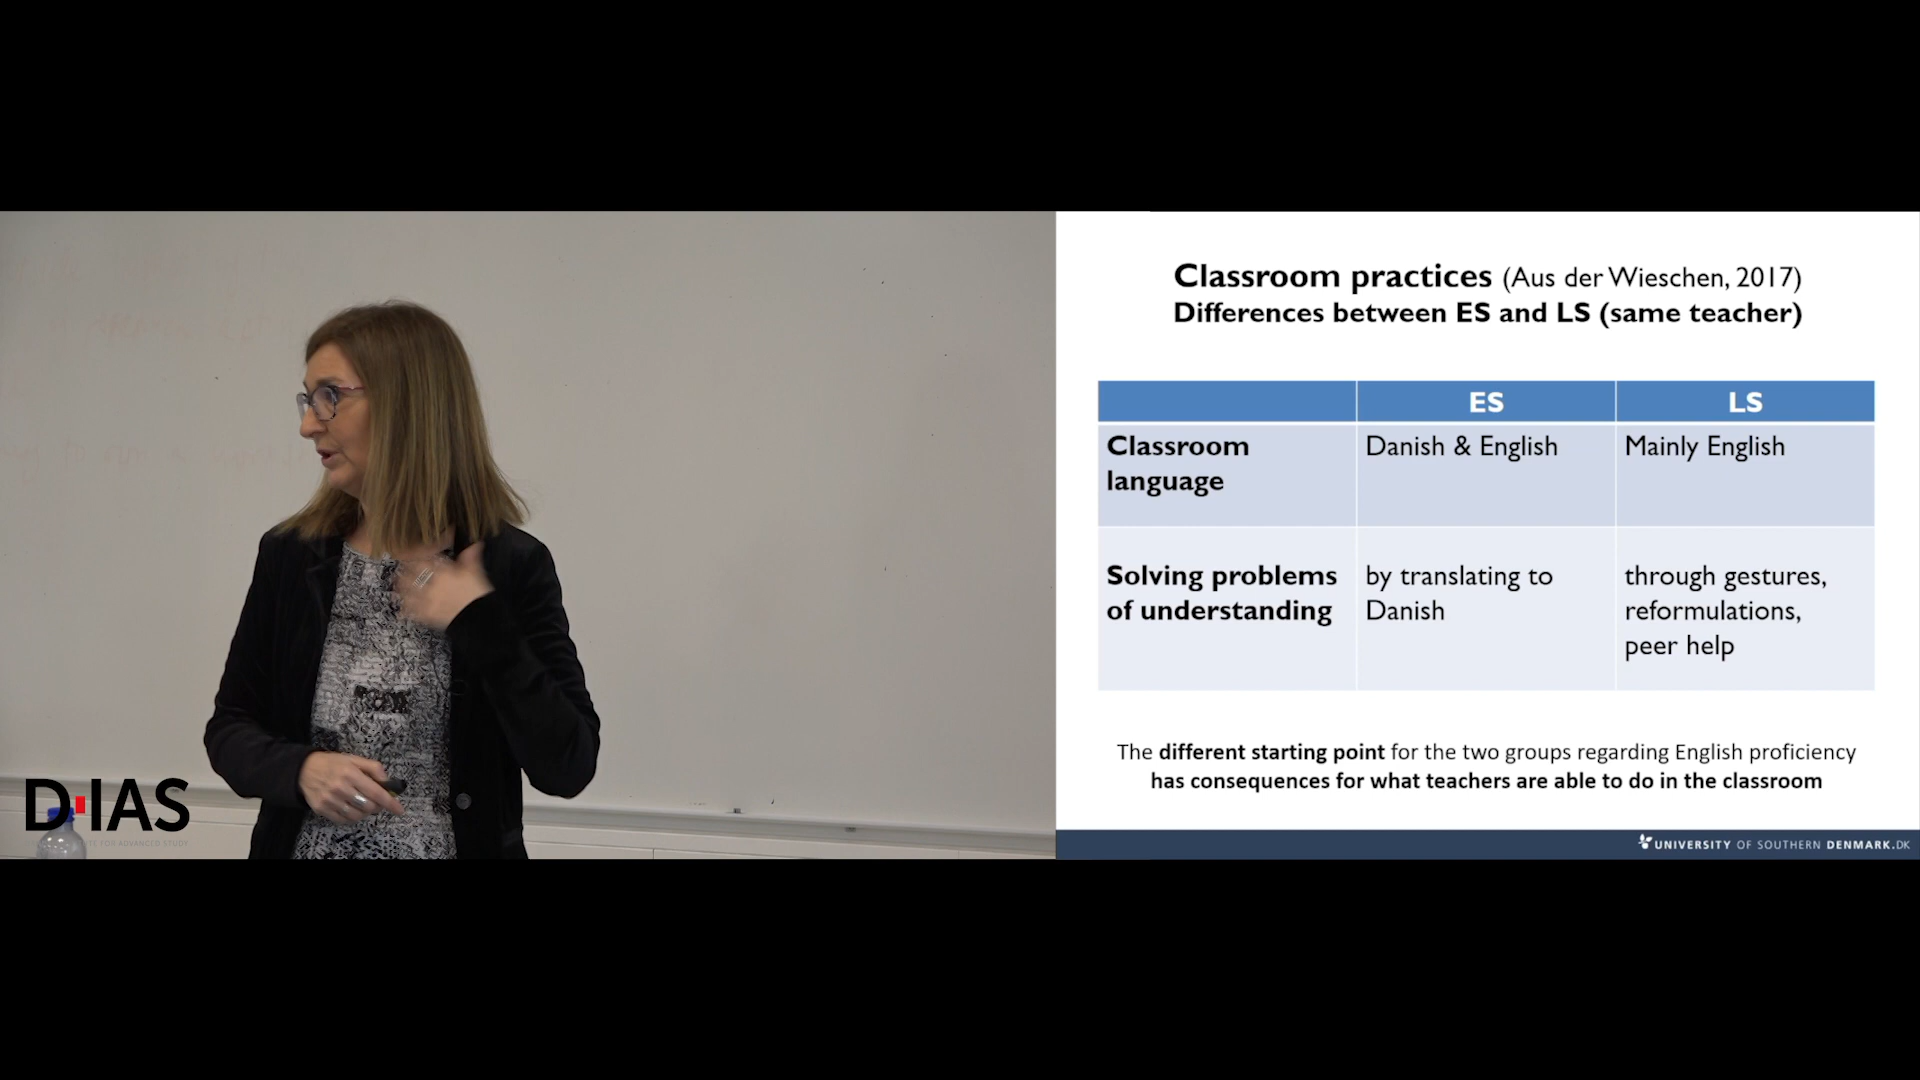 Classroom practices (Aus der Wieschen, 2017)
Differences between ES and LS (same teacher)
ES
LS
Classroom
language
Danish & English
Mainly English
Solving problems
of understanding
by translating to
Danish
through gestures,
reformulations,
peer help
The different starting point for the two groups regarding English proficiency
has consequences for what teachers are able to do in the classroom
UNIVERSITY OF SOUTHERN DENMARK.DK
D·IAS
FOR ADVANCED STUDY